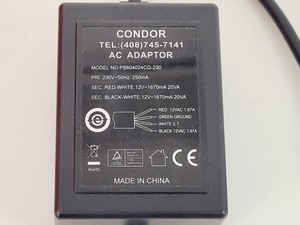 CONDOR
TEL:(408)745-7141
AC ADAPTOR
MODEL NO:PS604024CG-230
PRI :230V~50Hz 250mA
SEC: RED-WHITE:12V~1670mA 20VA
SEC: BLACK-WHITE:12V~1670mA 20VA
RED :12VAC 1.67A
GREEN:GROUND
WHITE:C.T
BLACK:12VAC 1.67A
RoHS
MADE IN CHINA